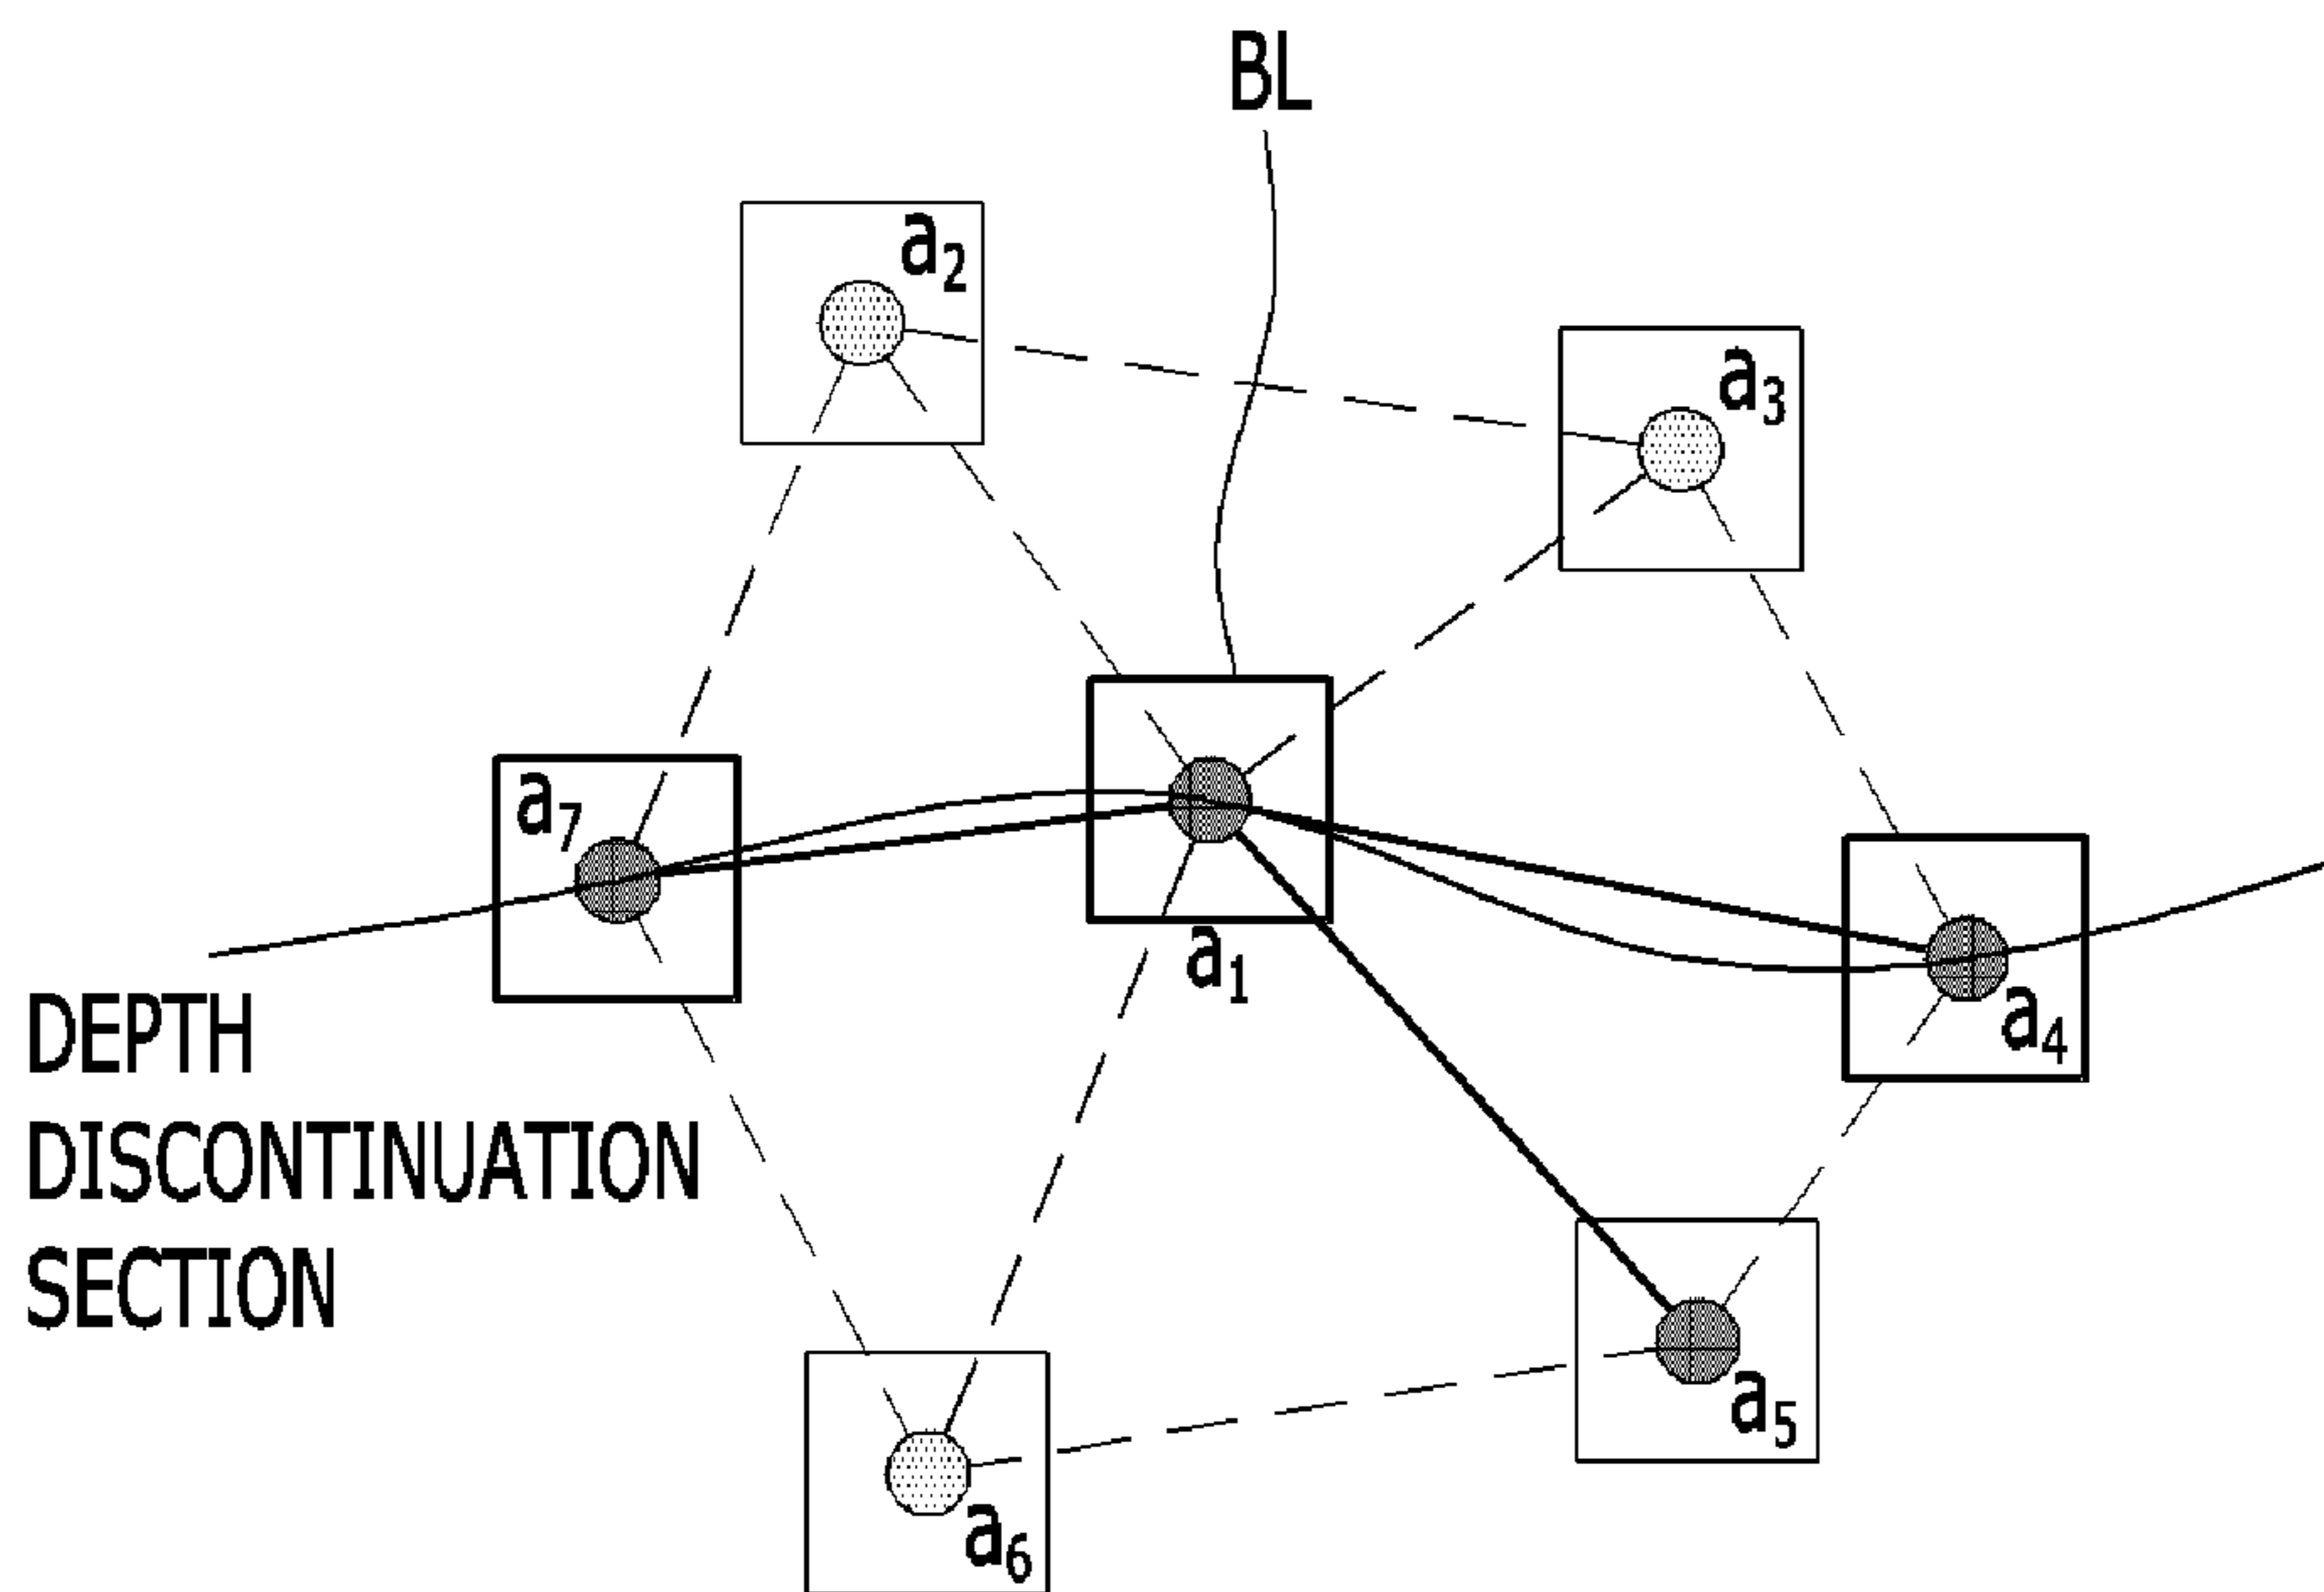 BL
a2
a3
a7
a1
a4
DEPTH
DISCONTINUATION
SECTION
a5
a6